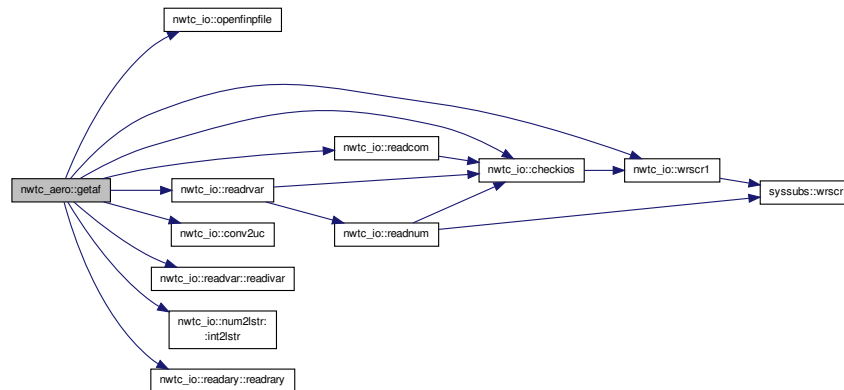 nwtc_io::openfinpfile
nwtc_io::readcom
nwtc_io::checkios
nwtc_io::wrscr1
nwtc_aero::getaf
nwtc_io::readrvar
syssubs::wrscr
nwtc_io::conv2uc
nwtc_io::readnum
nwtc_io::readvar::readivar
nwtc_io::num2lstr:
:int2lstr
nwtc_io::readary::readrary